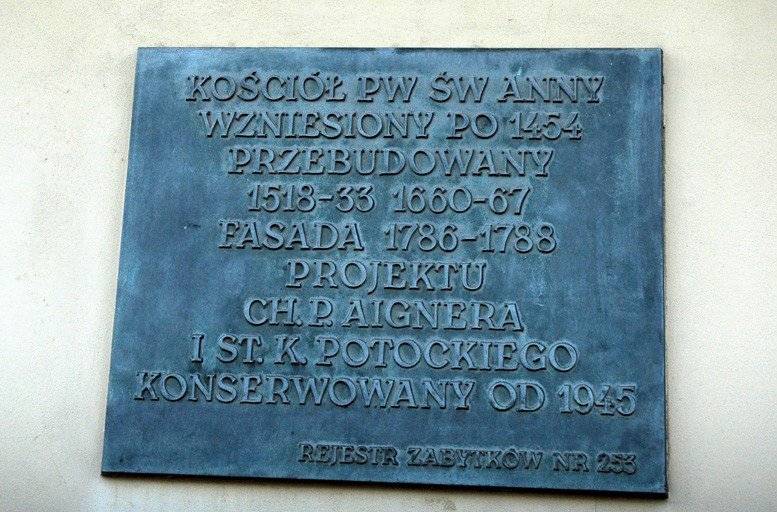 KOŚCIÓŁ PW ŚW ANNY
WZNIESIONY PO 1454
PRZEBUDOWANY
1518-33 1660-67
FASADA 1786-1788
PROJEKTU
CH. P. AIGNERA
I ST. K. POTOCKIEGO
KONSERWOWANY OD 1945
REJESTR ZABYTKÓW NR 253